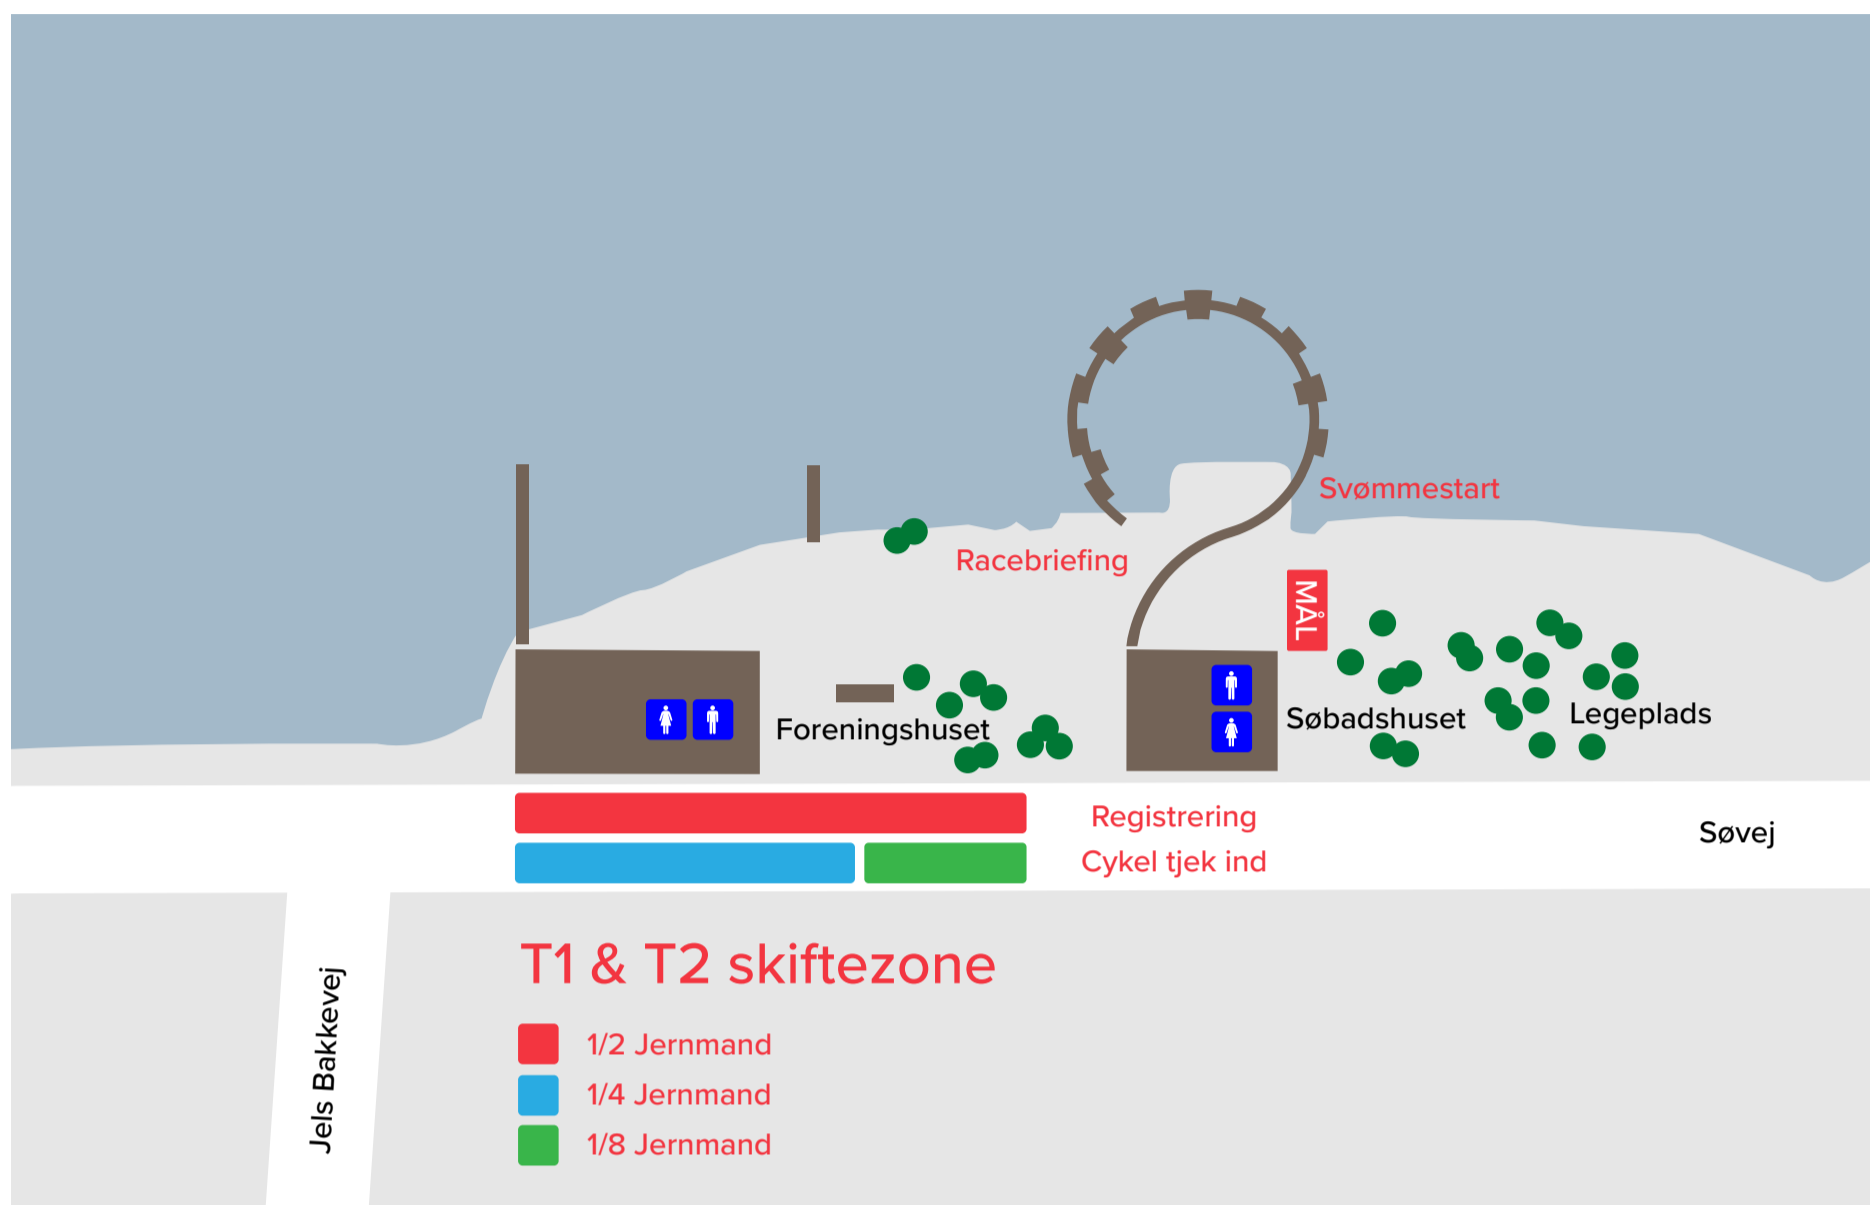 Svømmestart
Racebriefing
MÅL
Foreningshuset
Søbadshuset
Legeplads
Registrering
Cykel tjek ind
Søvej
T1 & T2 skiftezone
1/2 Jernmand
1/4 Jernmand
1/8 Jernmand
Jels Bakkevej